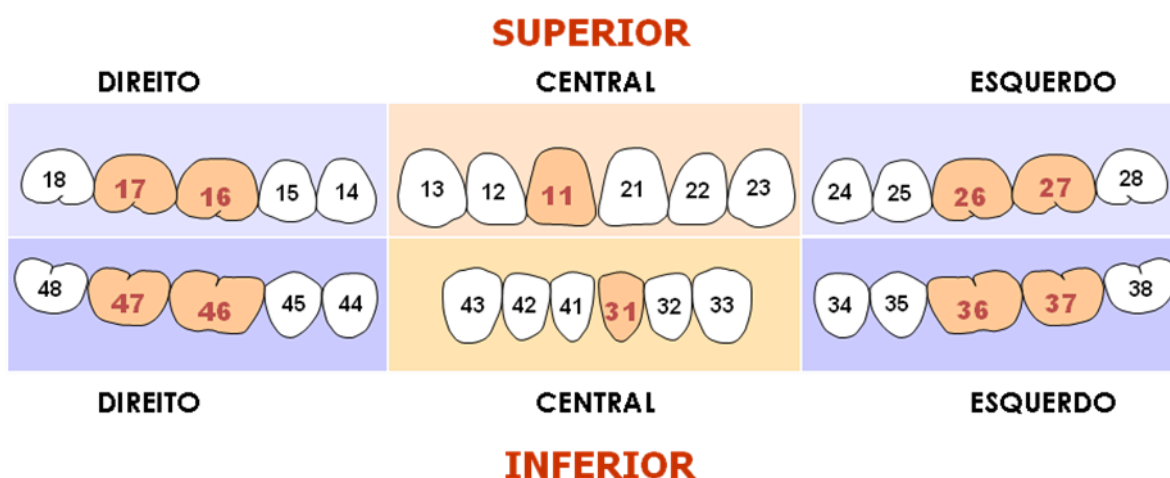 SUPERIOR
DIREITO CENTRAL ESQUERDO
18 17 16 15 14 13 12 11 21 22 23 24 25 26 27 28
48 47 46 45 44 43 42 41 31 32 33 34 35 36 37 38
DIREITO CENTRAL ESQUERDO
INFERIOR